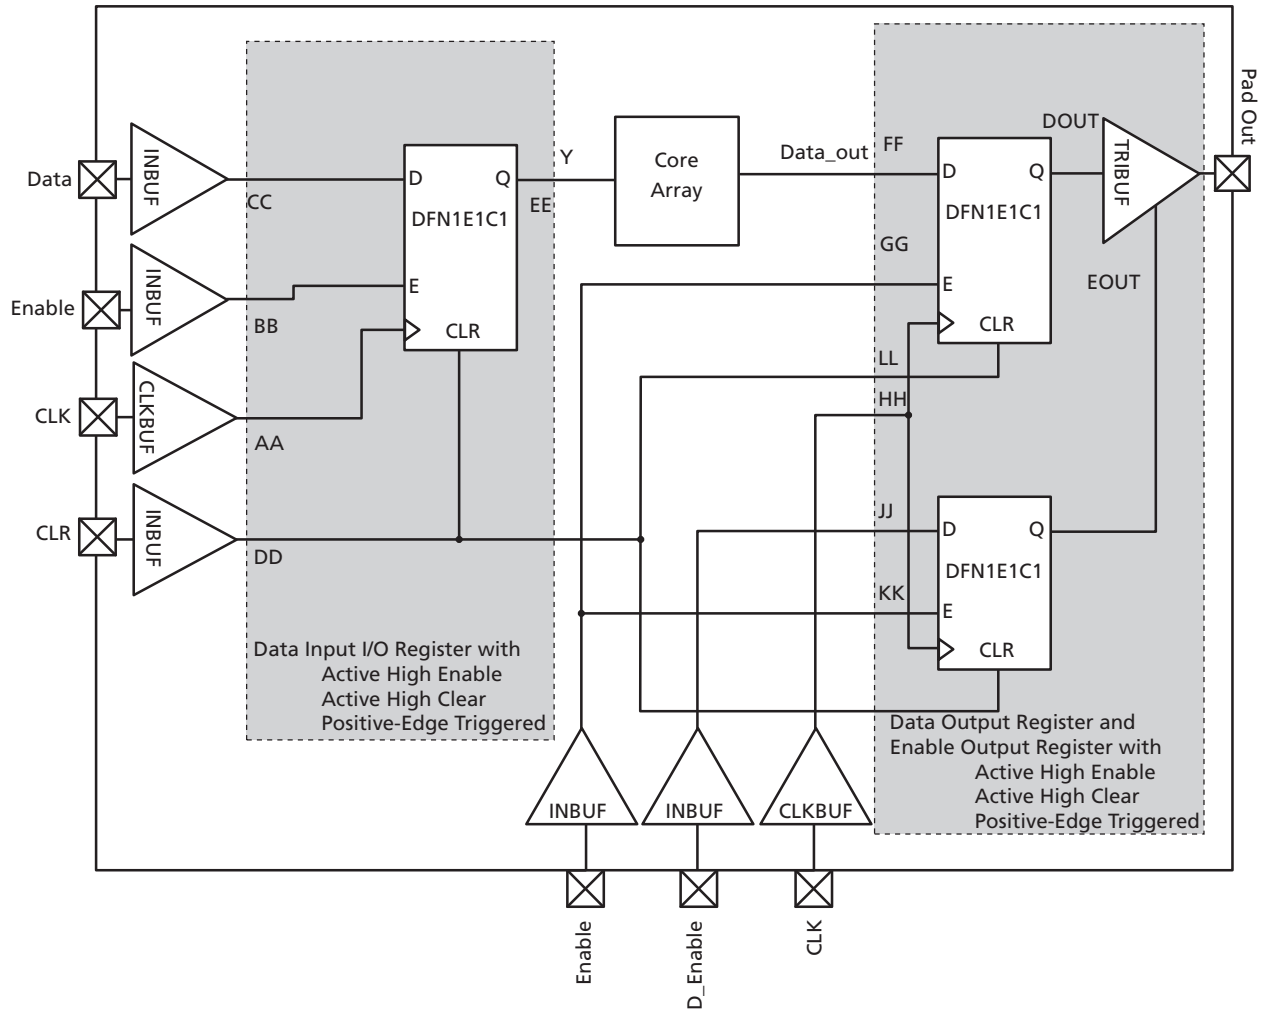 Pad Out
DOUT
Data
INBUF
CC
D
Q
DFN1E1C1
E
CLR
Y
EE
Core
Array
Data_out
FF
D
Q
DFN1E1C1
E
CLR
TRIBUF
GG
EOUT
Enable
INBUF
BB
CLK
CLKBUF
AA
LL
HH
CLR
INBUF
DD
JJ
D
Q
DFN1E1C1
KK
E
CLR
Data Input I/O Register with
Active High Enable
Active High Clear
Positive-Edge Triggered
Data Output Register and
Enable Output Register with
Active High Enable
Active High Clear
Positive-Edge Triggered
INBUF
INBUF
CLKBUF
Enable
D_Enable
CLK